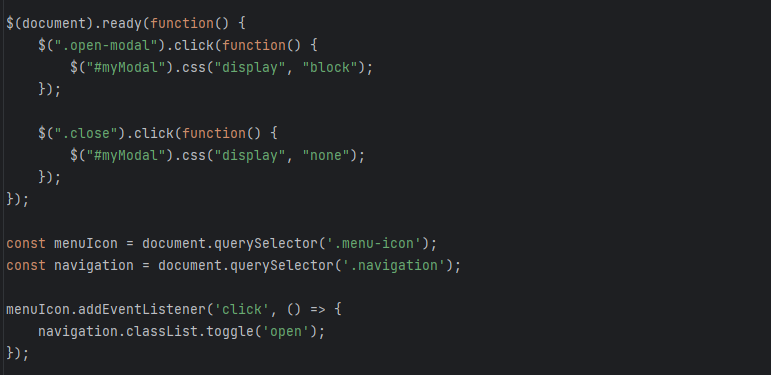 $(document).ready(function() {
    $(".open-modal").click(function() {
        $("#myModal").css("display", "block");
    });

    $(".close").click(function() {
        $("#myModal").css("display", "none");
    });
});

const menuIcon = document.querySelector('.menu-icon');
const navigation = document.querySelector('.navigation');

menuIcon.addEventListener('click', () => {
    navigation.classList.toggle('open');
});